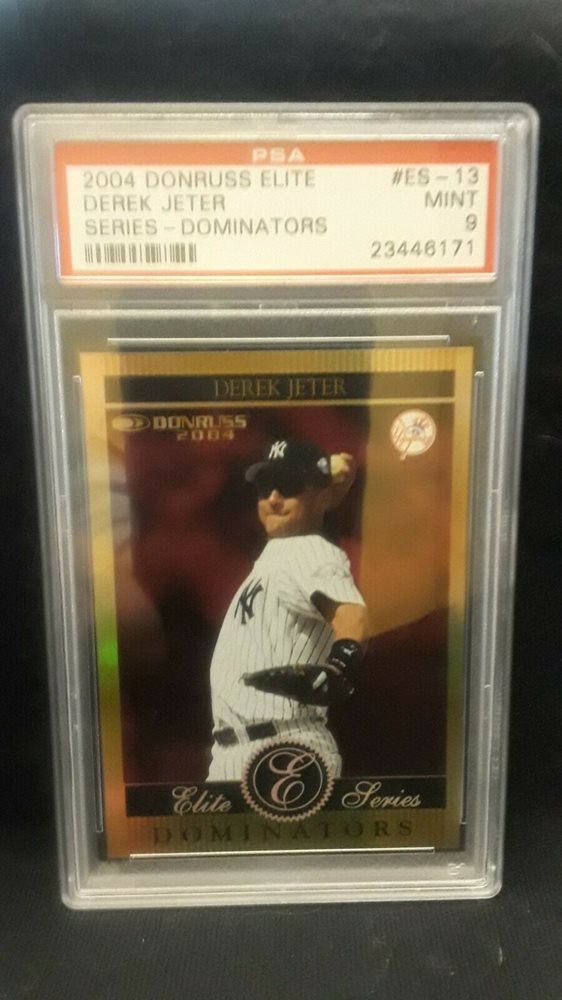 PSA
2004 DONRUSS ELITE #ES-13
DEREK JETER MINT
SERIES-DOMINATORS 9
23446171
DEREK JETER
DONRUSS
2004
NY
NY
Elite E Series
DOMINATORS